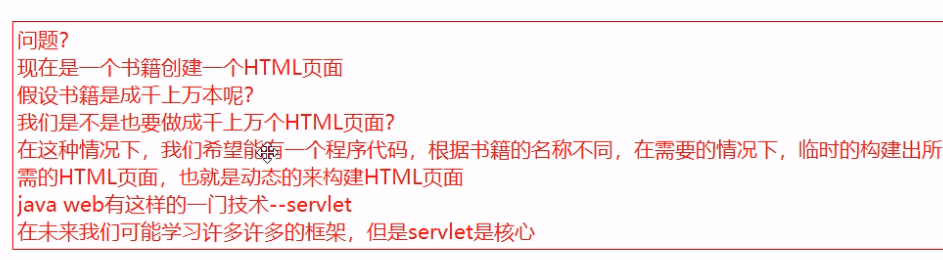 问题？
现在是一个书籍创建一个HTML页面
假设书籍是成千上万本呢？
我们是不是也要做成千上万个HTML页面？
在这种情况下，我们希望能有一个程序代码，根据书籍的名称不同，在需要的情况下，临时的构建出所
需的HTML页面，也就是动态的来构建HTML页面
java web有这样的一门技术--servlet
在未来我们可能学习许多许多的框架，但是servlet是核心